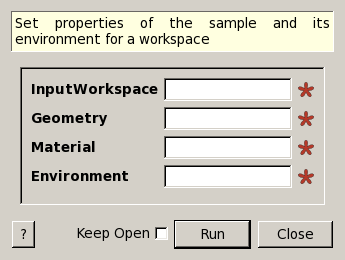 Set properties of the sample and its
environment for a workspace
InputWorkspace
Geometry
Material
Environment
? Keep Open Run Close